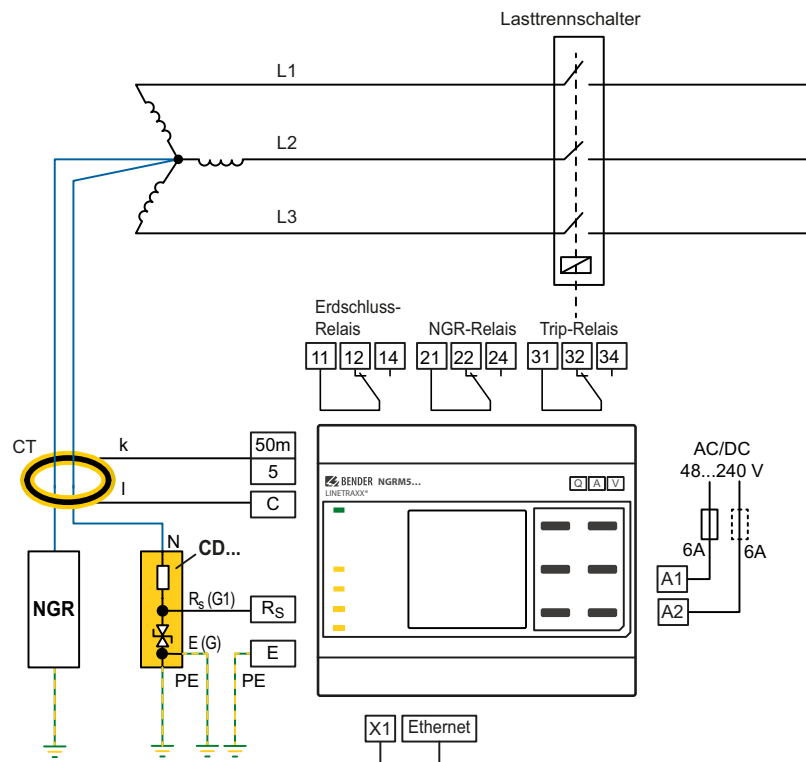 Lasttrennschalter
L1
L2
L3
Erdschluss-
Relais
NGR-Relais
Trip-Relais
11 12 14
21 22 24
31 32 34
CT
k
50m
5
l
C
BENDER NGRM5...
LINETRAXX®
Q A V
AC/DC
48...240 V
6A
6A
A1
A2
N
CD...
NGR
Rs (G1)
RS
E (G)
E
PE
PE
X1
Ethernet